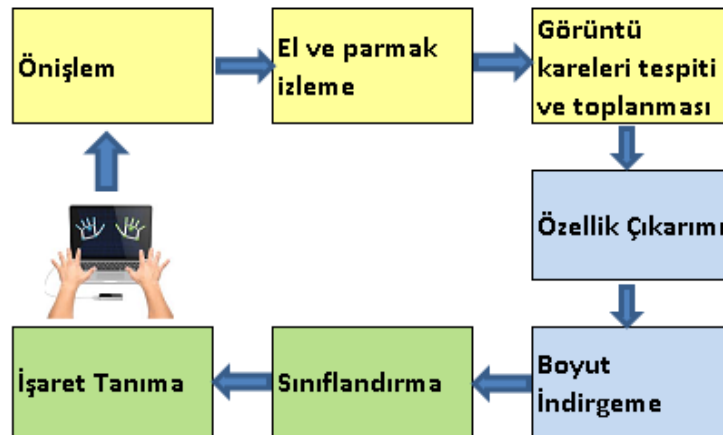 Önişlem
El ve parmak
izleme
Görüntü
kareleri tespiti
ve toplanması
Özellik Çıkarımı
Boyut
İndirgeme
Sınıflandırma
İşaret Tanıma